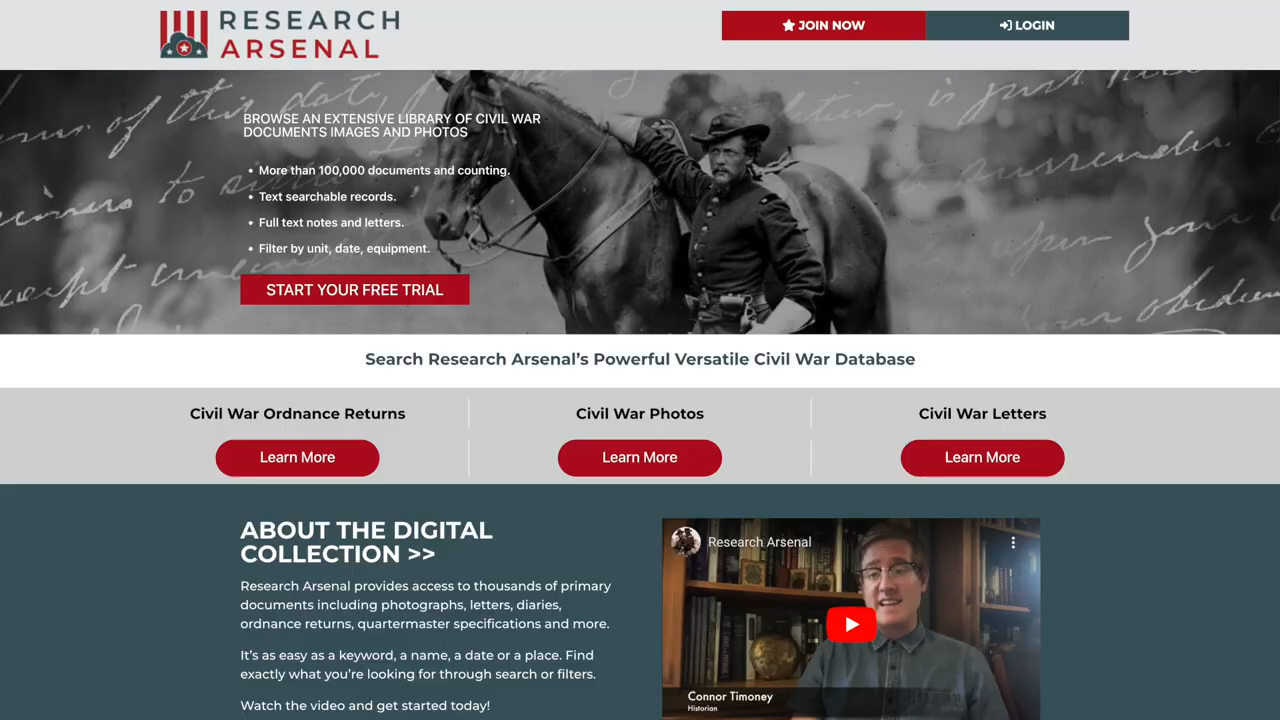 RESEARCH
ARSENAL
JOIN NOW
LOGIN
BROWSE AN EXTENSIVE LIBRARY OF CIVIL WAR
DOCUMENTS IMAGES AND PHOTOS
• More than 100,000 documents and counting.
• Text searchable records.
• Full text notes and letters.
• Filter by unit, date, equipment.
START YOUR FREE TRIAL
Search Research Arsenal’s Powerful Versatile Civil War Database
Civil War Ordnance Returns
Civil War Photos
Civil War Letters
Learn More
Learn More
Learn More
ABOUT THE DIGITAL
COLLECTION >>
Research Arsenal provides access to thousands of primary
documents including photographs, letters, diaries,
ordnance returns, quartermaster specifications and more.
It’s as easy as a keyword, a name, a date or a place. Find
exactly what you’re looking for through search or filters.
Watch the video and get started today!
Research Arsenal
Connor Timoney
Historian